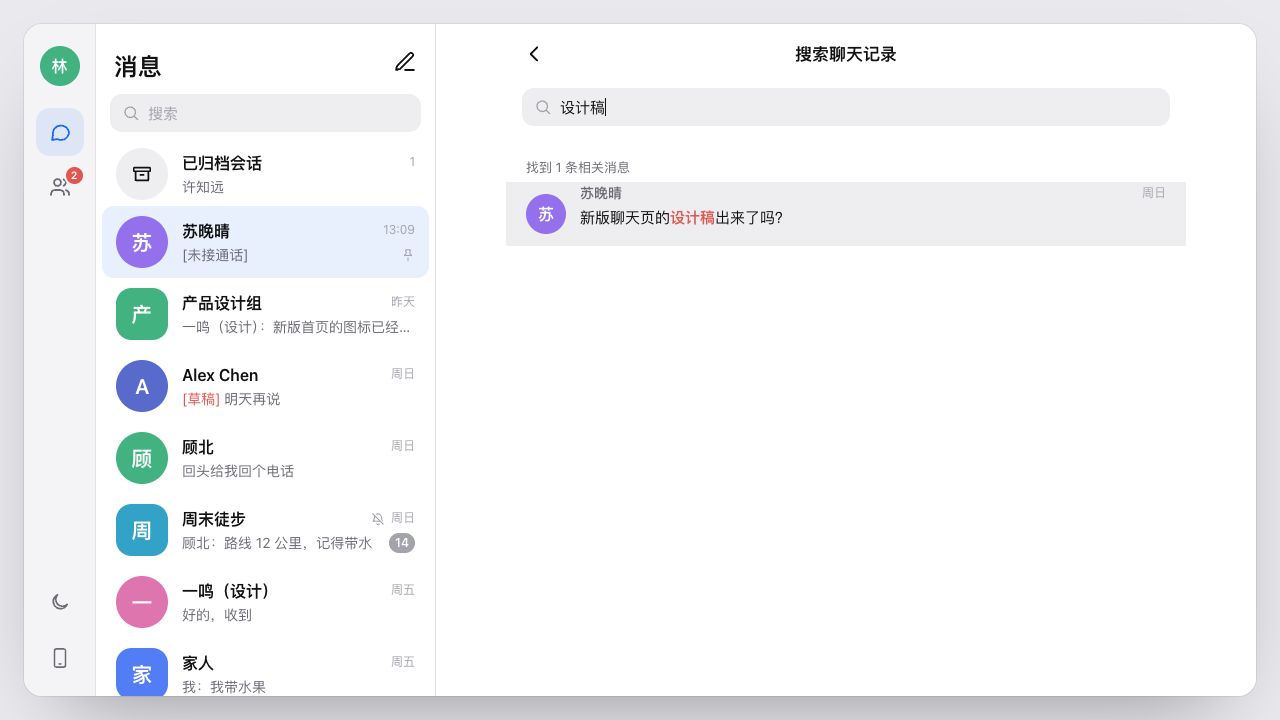 林
2
消息
搜索
已归档会话 1
许知远
苏
苏晚晴 13:09
[未接通话]
产
产品设计组 昨天
一鸣（设计）：新版首页的图标已经...
A
Alex Chen 周日
[草稿] 明天再说
顾
顾北 周日
回头给我回个电话
周
周末徒步 周日
顾北：路线 12 公里，记得带水 14
一
一鸣（设计） 周五
好的，收到
家
家人 周五
我：我带水果
搜索聊天记录
设计稿
找到 1 条相关消息
苏
苏晚晴 周日
新版聊天页的设计稿出来了吗?